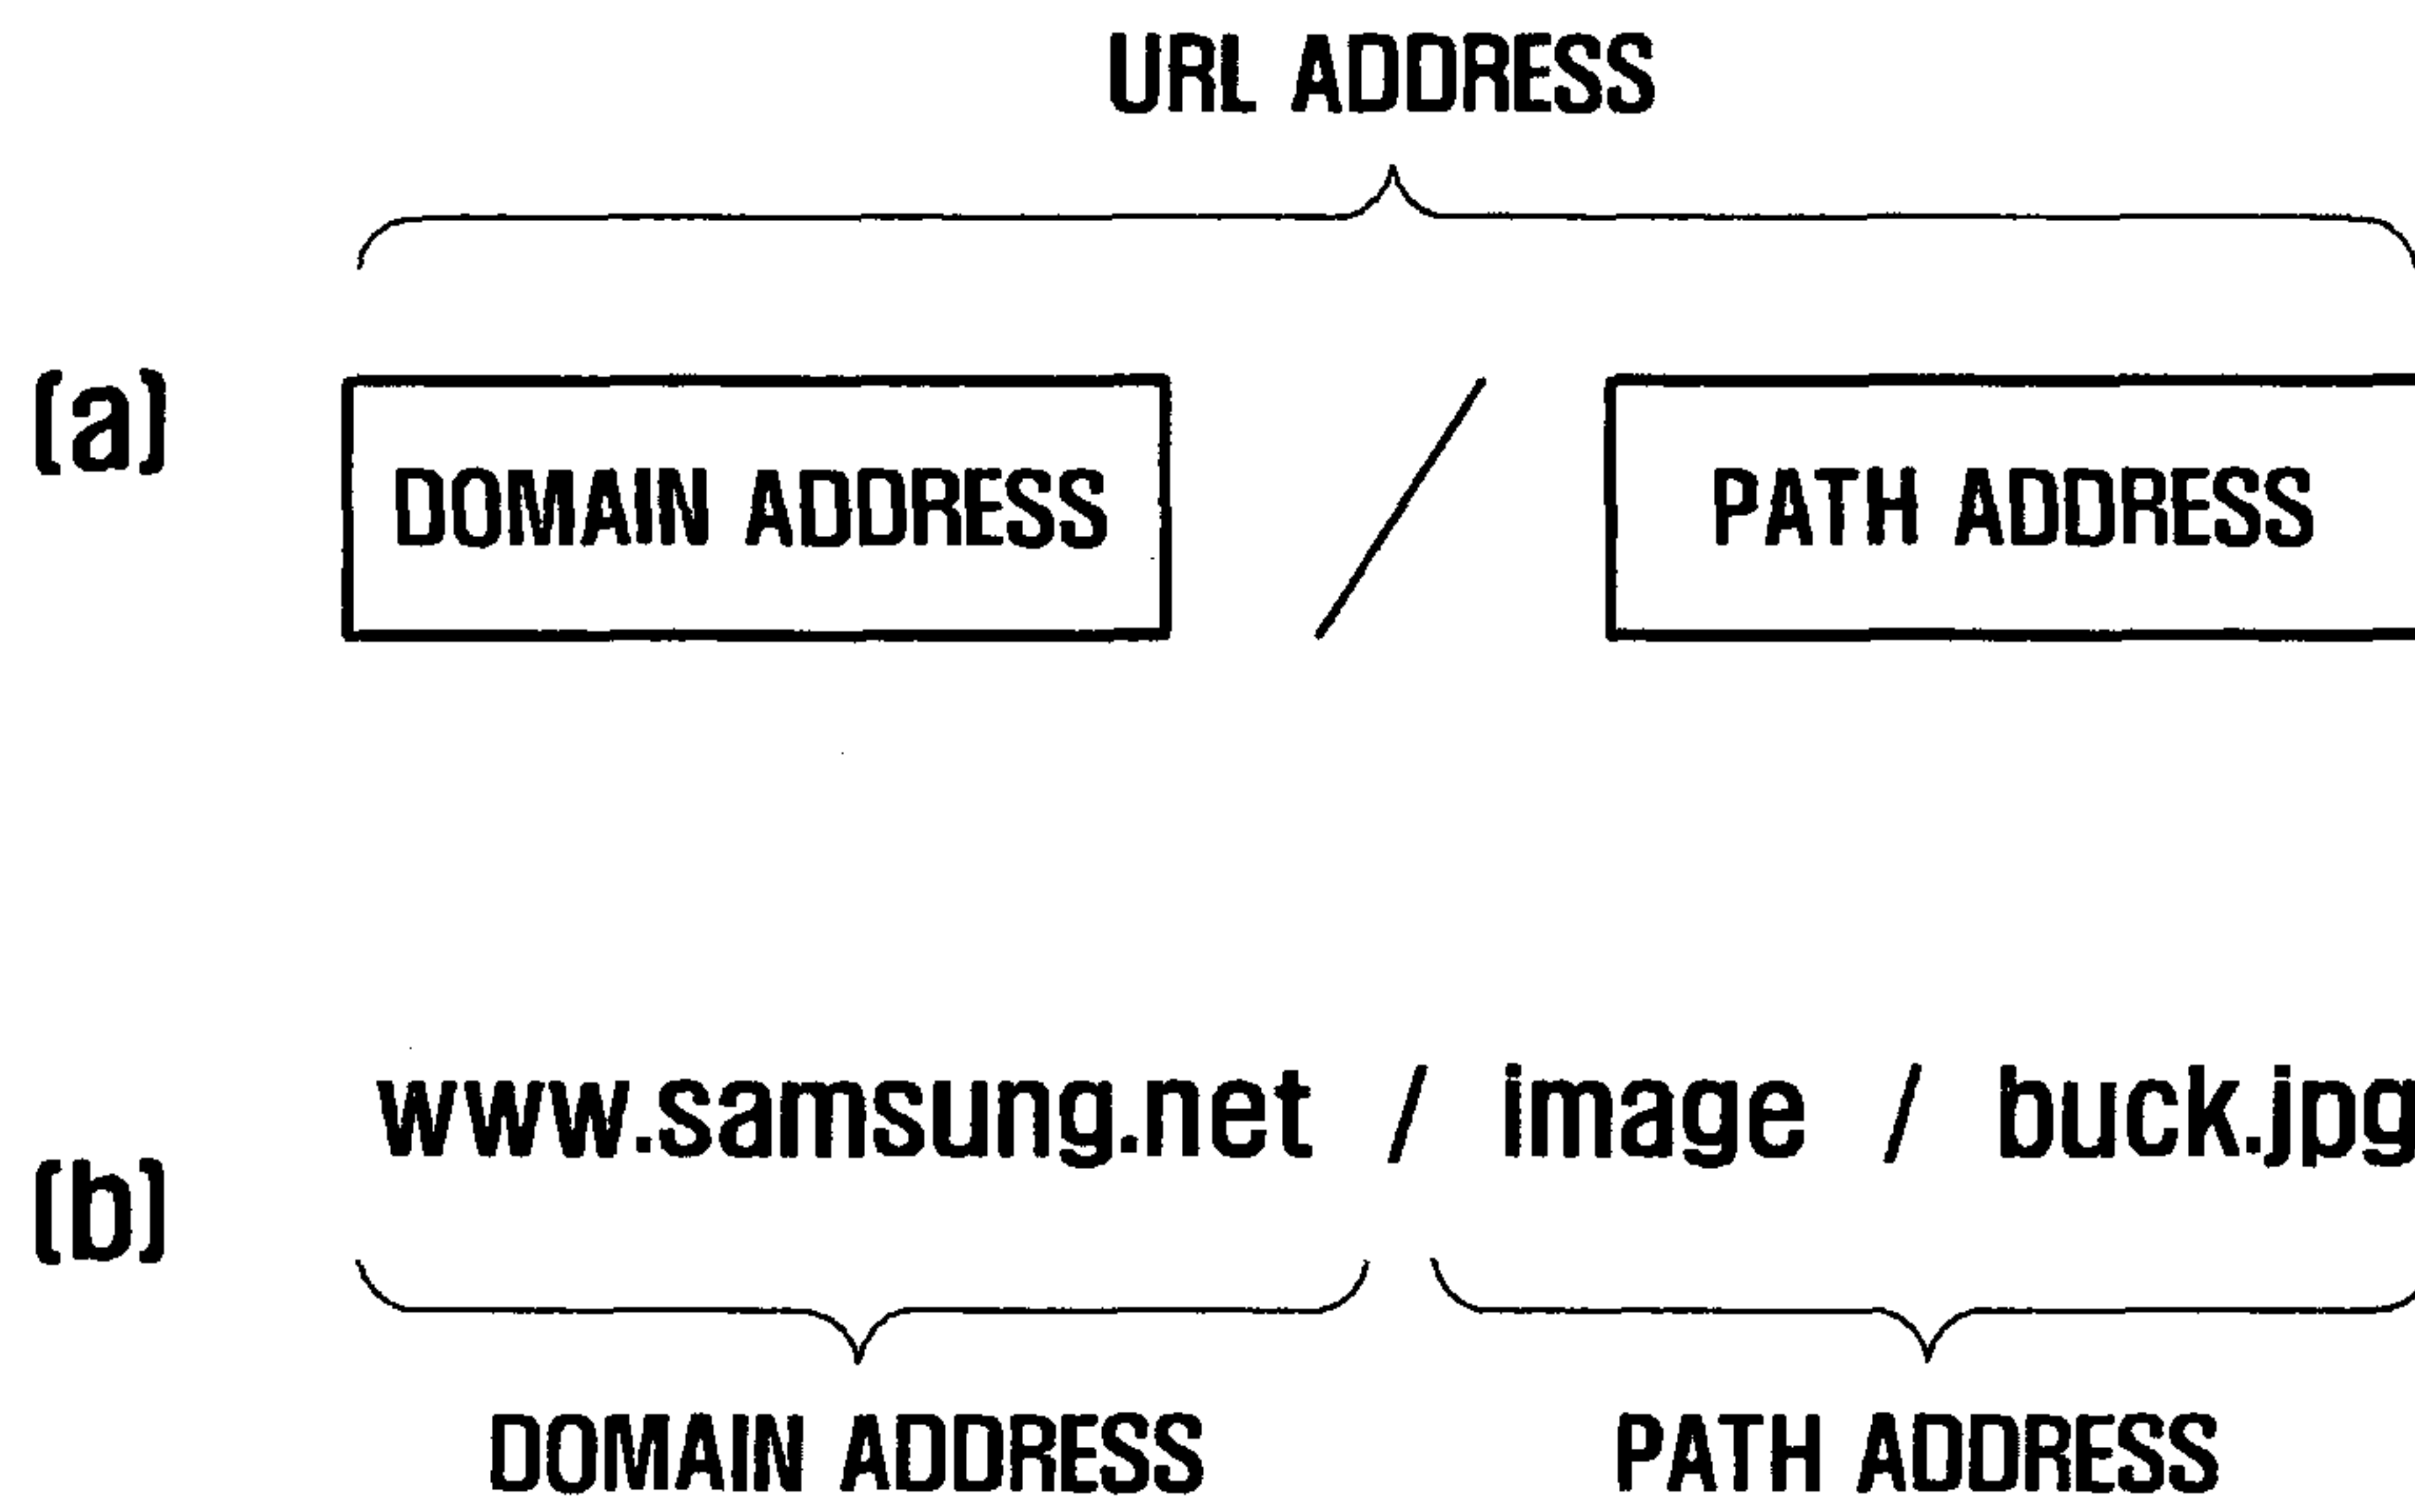 URL ADDRESS
(a)
DOMAIN ADDRESS / PATH ADDRESS
www.samsung.net / image / buck.jpg
(b)
DOMAIN ADDRESS PATH ADDRESS